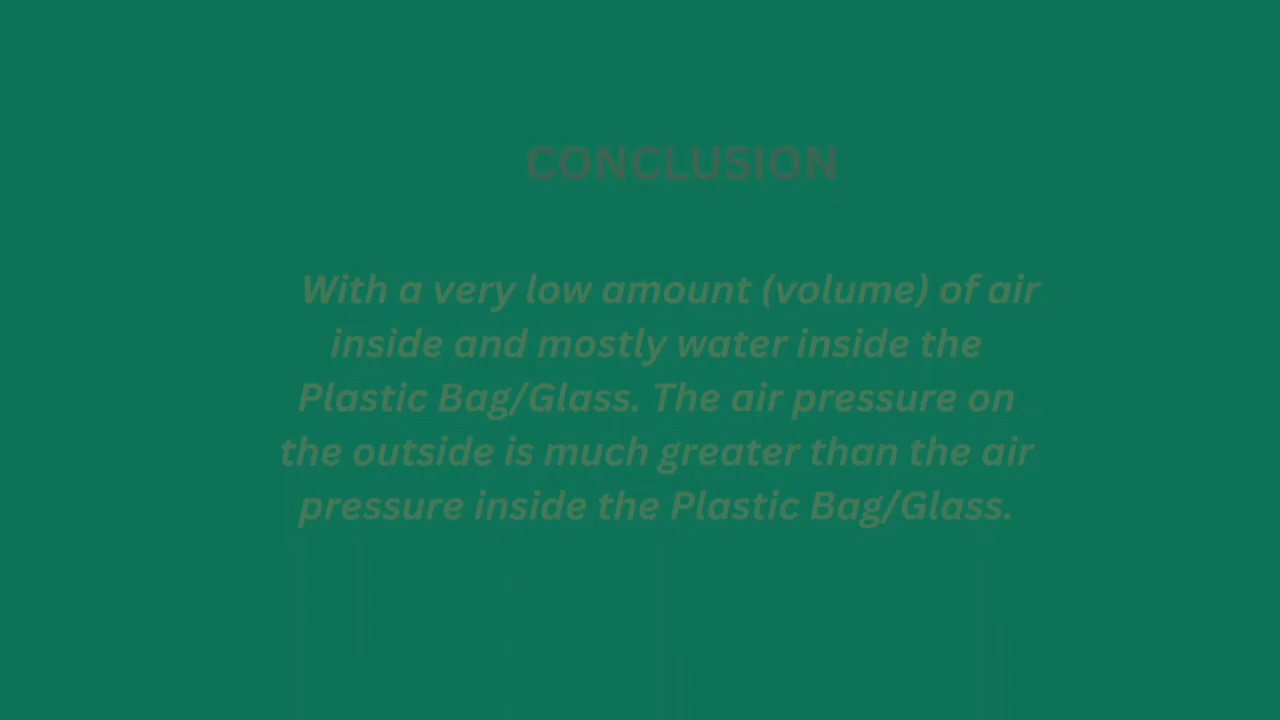 CONCLUSION
With a very low amount (volume) of air
inside and mostly water inside the
Plastic Bag/Glass. The air pressure on
the outside is much greater than the air
pressure inside the Plastic Bag/Glass.